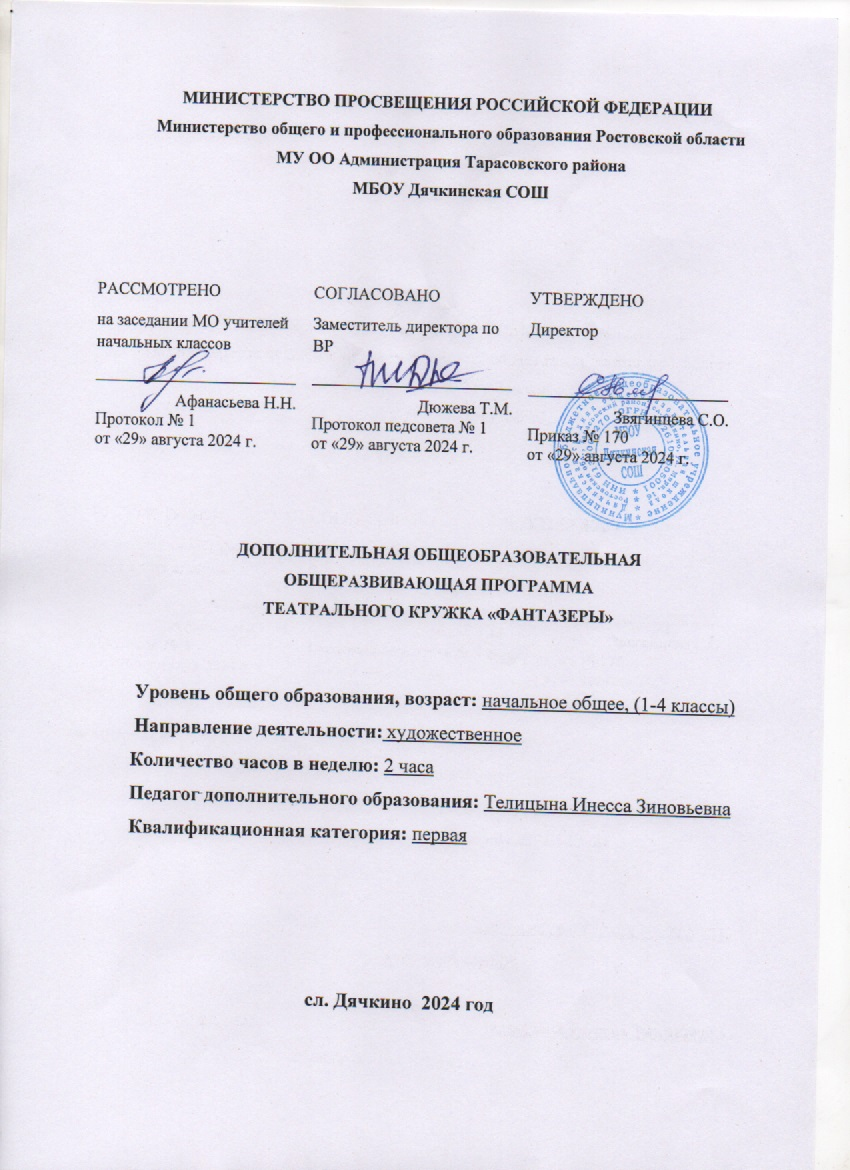 МИНИСТЕРСТВО ПРОСВЕЩЕНИЯ РОССИЙСКОЙ ФЕДЕРАЦИИ
Министерство общего и профессионального образования Ростовской области
МУ ОО Администрация Тарасовского района
МБОУ Дячкинская СОШ
РАССМОТРЕНО
на заседании МО учителей
начальных классов
Афанасьева Н.Н.
Протокол № 1
от «29» августа 2024 г.
СОГЛАСОВАНО
Заместитель директора по
ВР
Дюжева Т.М.
Протокол педсовета № 1
от «29» августа 2024 г.
УТВЕРЖДЕНО
Директор
Звягинцева С.О.
Приказ № 170
от «29» августа 2024 г.
МБОУ
Дячкинская
СОШ
ДОПОЛНИТЕЛЬНАЯ ОБЩЕОБРАЗОВАТЕЛЬНАЯ
ОБЩЕРАЗВИВАЮЩАЯ ПРОГРАММА
ТЕАТРАЛЬНОГО КРУЖКА «ФАНТАЗЕРЫ»
Уровень общего образования, возраст: начальное общее, (1-4 классы)
Направление деятельности: художественное
Количество часов в неделю: 2 часа
Педагог дополнительного образования: Телицына Инесса Зиновьевна
Квалификационная категория: первая
сл. Дячкино 2024 год